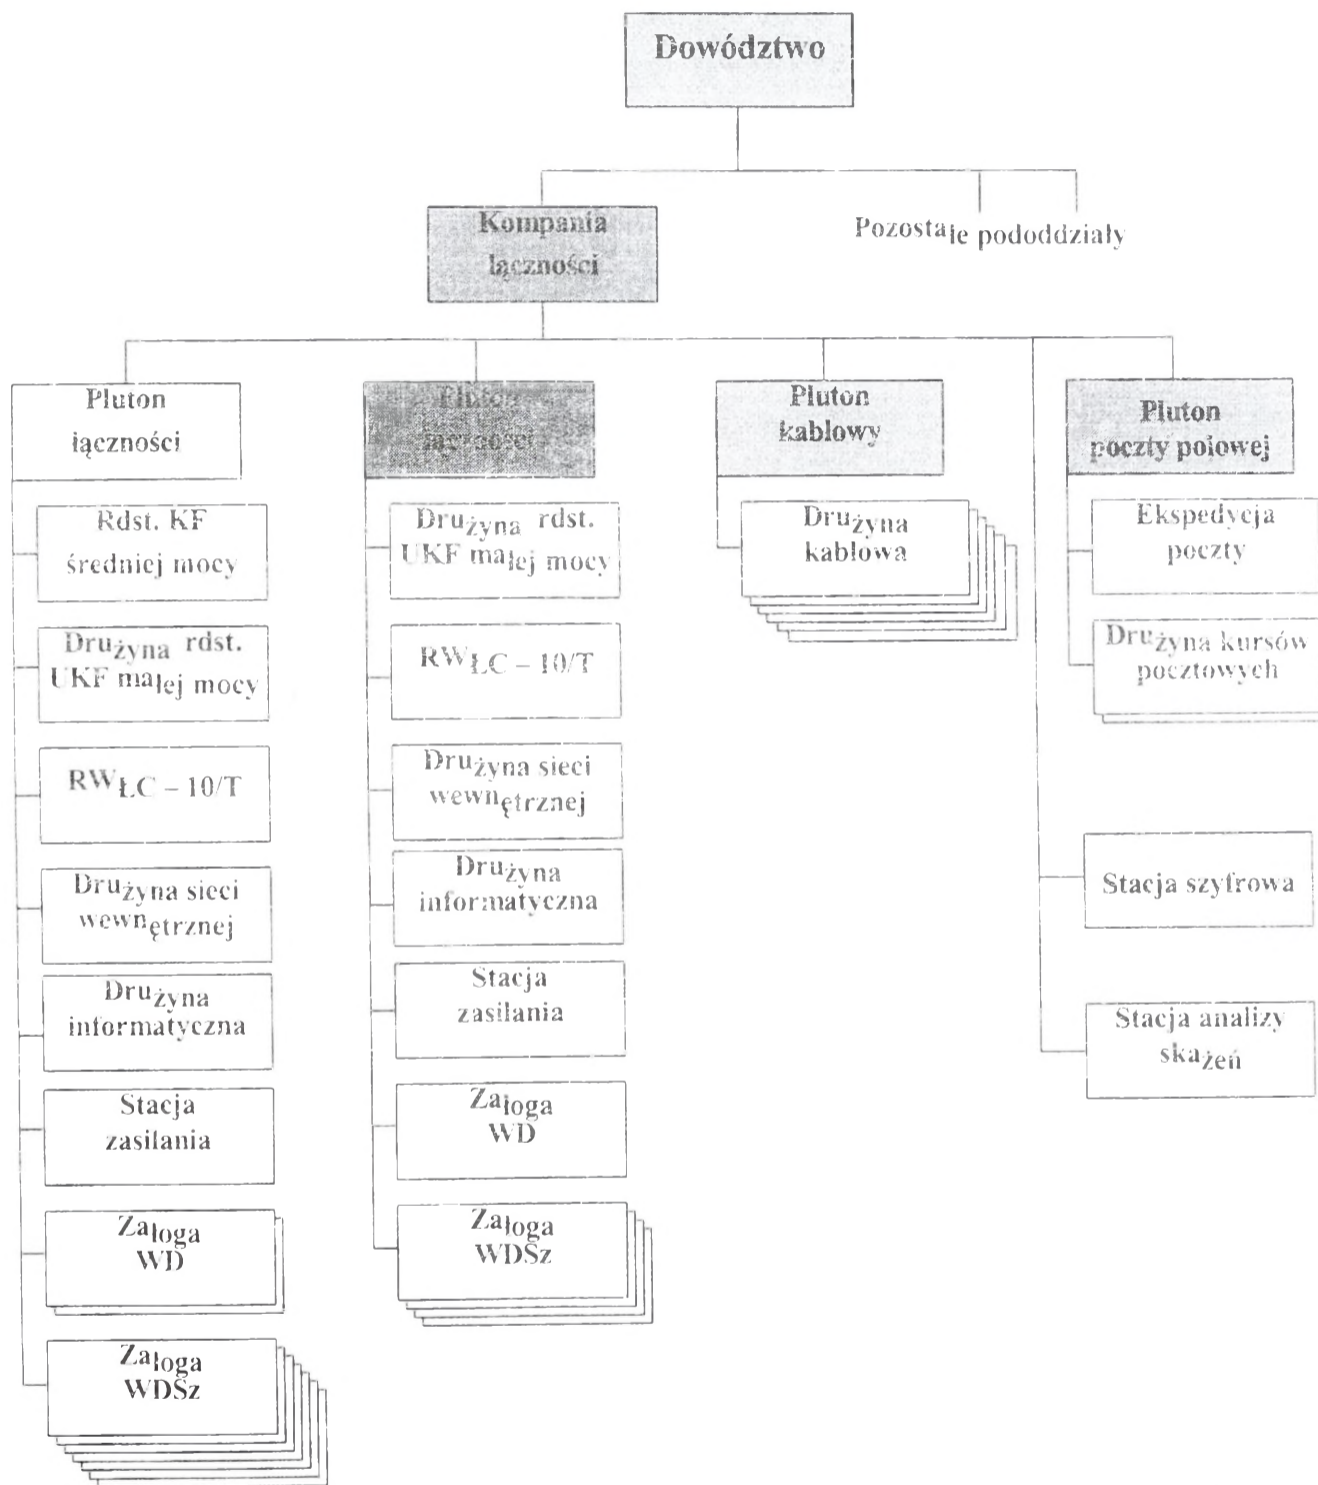 Dowództwo
Kompania
łączności
Pozostałe pododdziały
Pluton
łączności
Rdst. KF
średniej mocy
Drużyna rdst.
UKF małej mocy
RWŁC – 10/T
Drużyna sieci
wewnętrznej
Drużyna
informatyczna
Stacja
zasilania
Załoga
WD
Załoga
WDSz
Pluton
łączności
Drużyna rdst.
UKF małej mocy
RWŁC – 10/T
Drużyna sieci
wewnętrznej
Drużyna
informatyczna
Stacja
zasilania
Załoga
WD
Załoga
WDSz
Pluton
kablowy
Drużyna
kablowa
Pluton
poczty polowej
Ekspedycja
poczty
Drużyna kursów
pocztowych
Stacja szyfrowa
Stacja analizy
skażeń